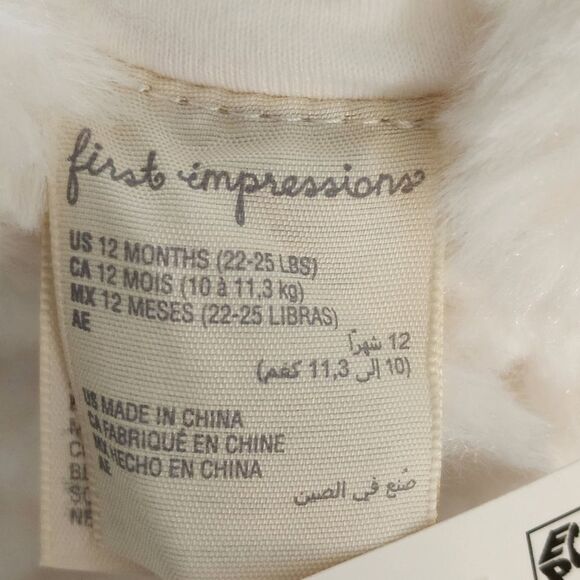 first impressions
US 12 MONTHS (22-25 LBS)
CA 12 MOIS (10 à 11,3 kg)
MX 12 MESES (22-25 LIBRAS)
AE
12 شهراً
(10 إلى 11,3 كغم)
US MADE IN CHINA
CA FABRIQUÉ EN CHINE
MX HECHO EN CHINA
AE
صُنع في الصين